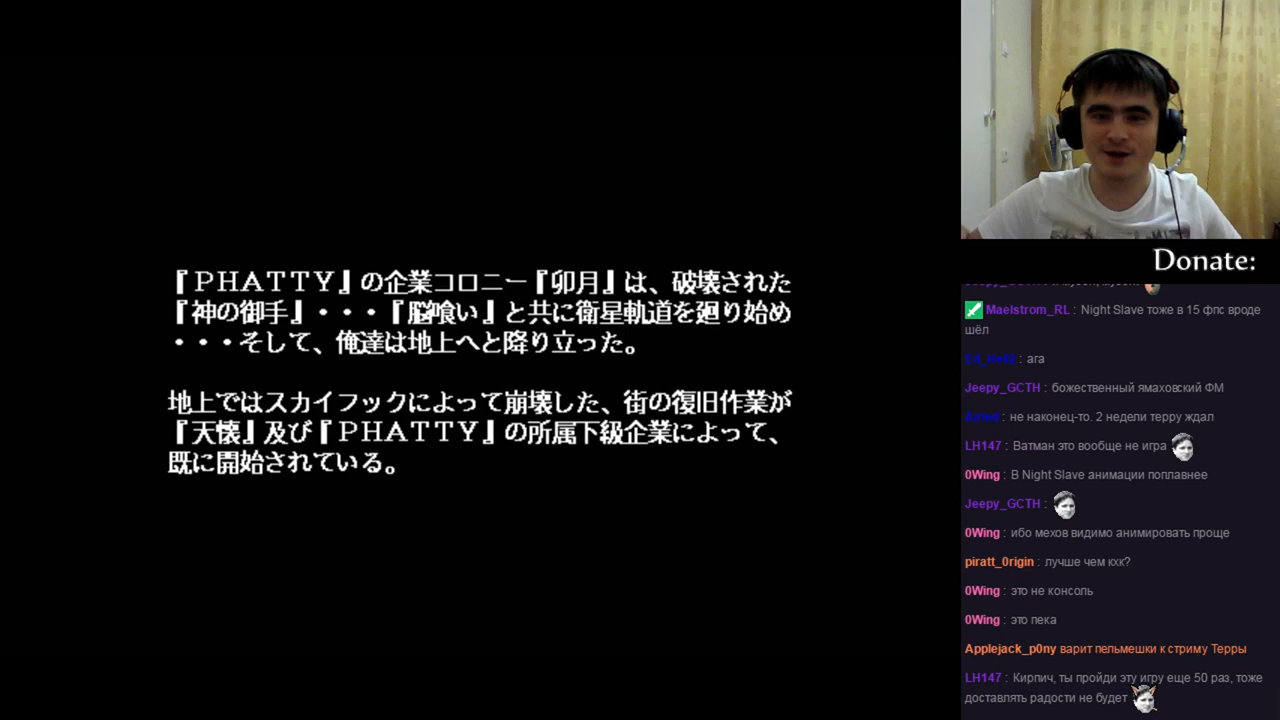 『ＰＨＡＴＴＹ』の企業コロニー『卯月』は、破壊された
『神の御手』・・・『脳喰い』と共に衛星軌道を廻り始め
・・・そして、俺達は地上へと降り立った。
地上ではスカイフックによって崩壊した、街の復旧作業が
『天懐』及び『ＰＨＡＴＴＹ』の所属下級企業によって、
既に開始されている。
Donate:
Maelstrom_RL : Night Slave тоже в 15 фпс вроде
шёл
: ага
Jeepy_GCTH : божественный ямаховский ФМ
: не наконец-то. 2 недели терру ждал
LH147 : Ватман это вообще не игра
0Wing : В Night Slave анимации поплавнее
Jeepy_GCTH :
0Wing : ибо мехов видимо анимировать проще
piratt_0rigin : лучше чем кхк?
0Wing : это не консоль
0Wing : это пека
Applejack_p0ny варит пельмешки к стриму Терры
LH147 : Кирпич, ты пройди эту игру еще 50 раз, тоже
доставлять радости не будет